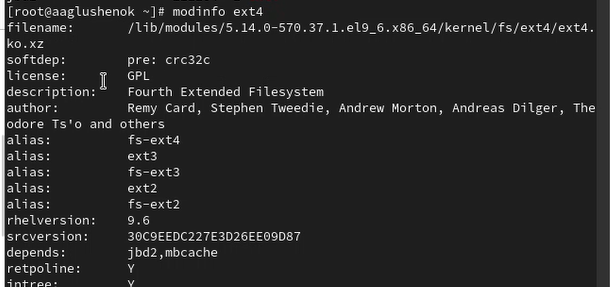 [root@aaglushenok ~]# modinfo ext4
filename:       /lib/modules/5.14.0-570.37.1.el9_6.x86_64/kernel/fs/ext4/ext4.
ko.xz
softdep:        pre: crc32c
license:        GPL
description:    Fourth Extended Filesystem
author:         Remy Card, Stephen Tweedie, Andrew Morton, Andreas Dilger, The
odore Ts'o and others
alias:          fs-ext4
alias:          ext3
alias:          fs-ext3
alias:          ext2
alias:          fs-ext2
rhelversion:    9.6
srcversion:     30C9EEDC227E3D26EE09D87
depends:        jbd2,mbcache
retpoline:      Y
intree:         Y